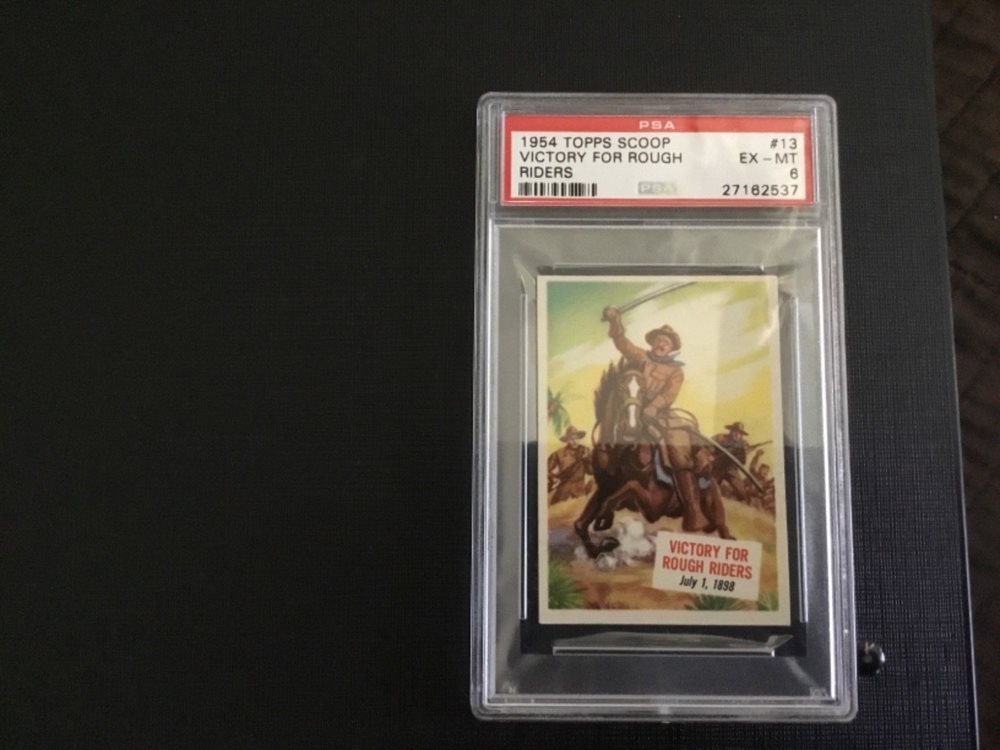 PSA
1954 TOPPS SCOOP #13
VICTORY FOR ROUGH EX - MT
RIDERS 6
PSA 27162537
VICTORY FOR
ROUGH RIDERS
July 1, 1898